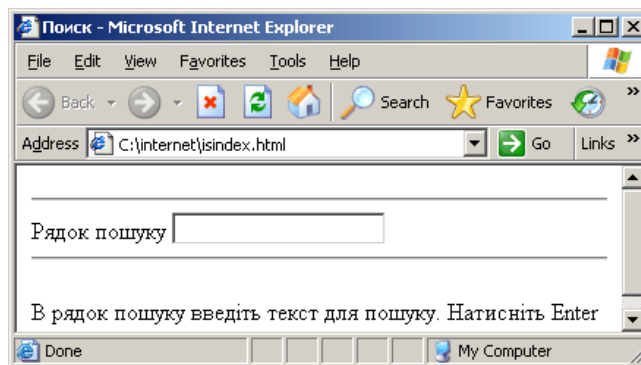 Поиск - Microsoft Internet Explorer
File Edit View Favorites Tools Help
Back Search Favorites »
Address C:\internet\isindex.html Go Links »
Рядок пошуку
В рядок пошуку введіть текст для пошуку. Натисніть Enter
Done My Computer